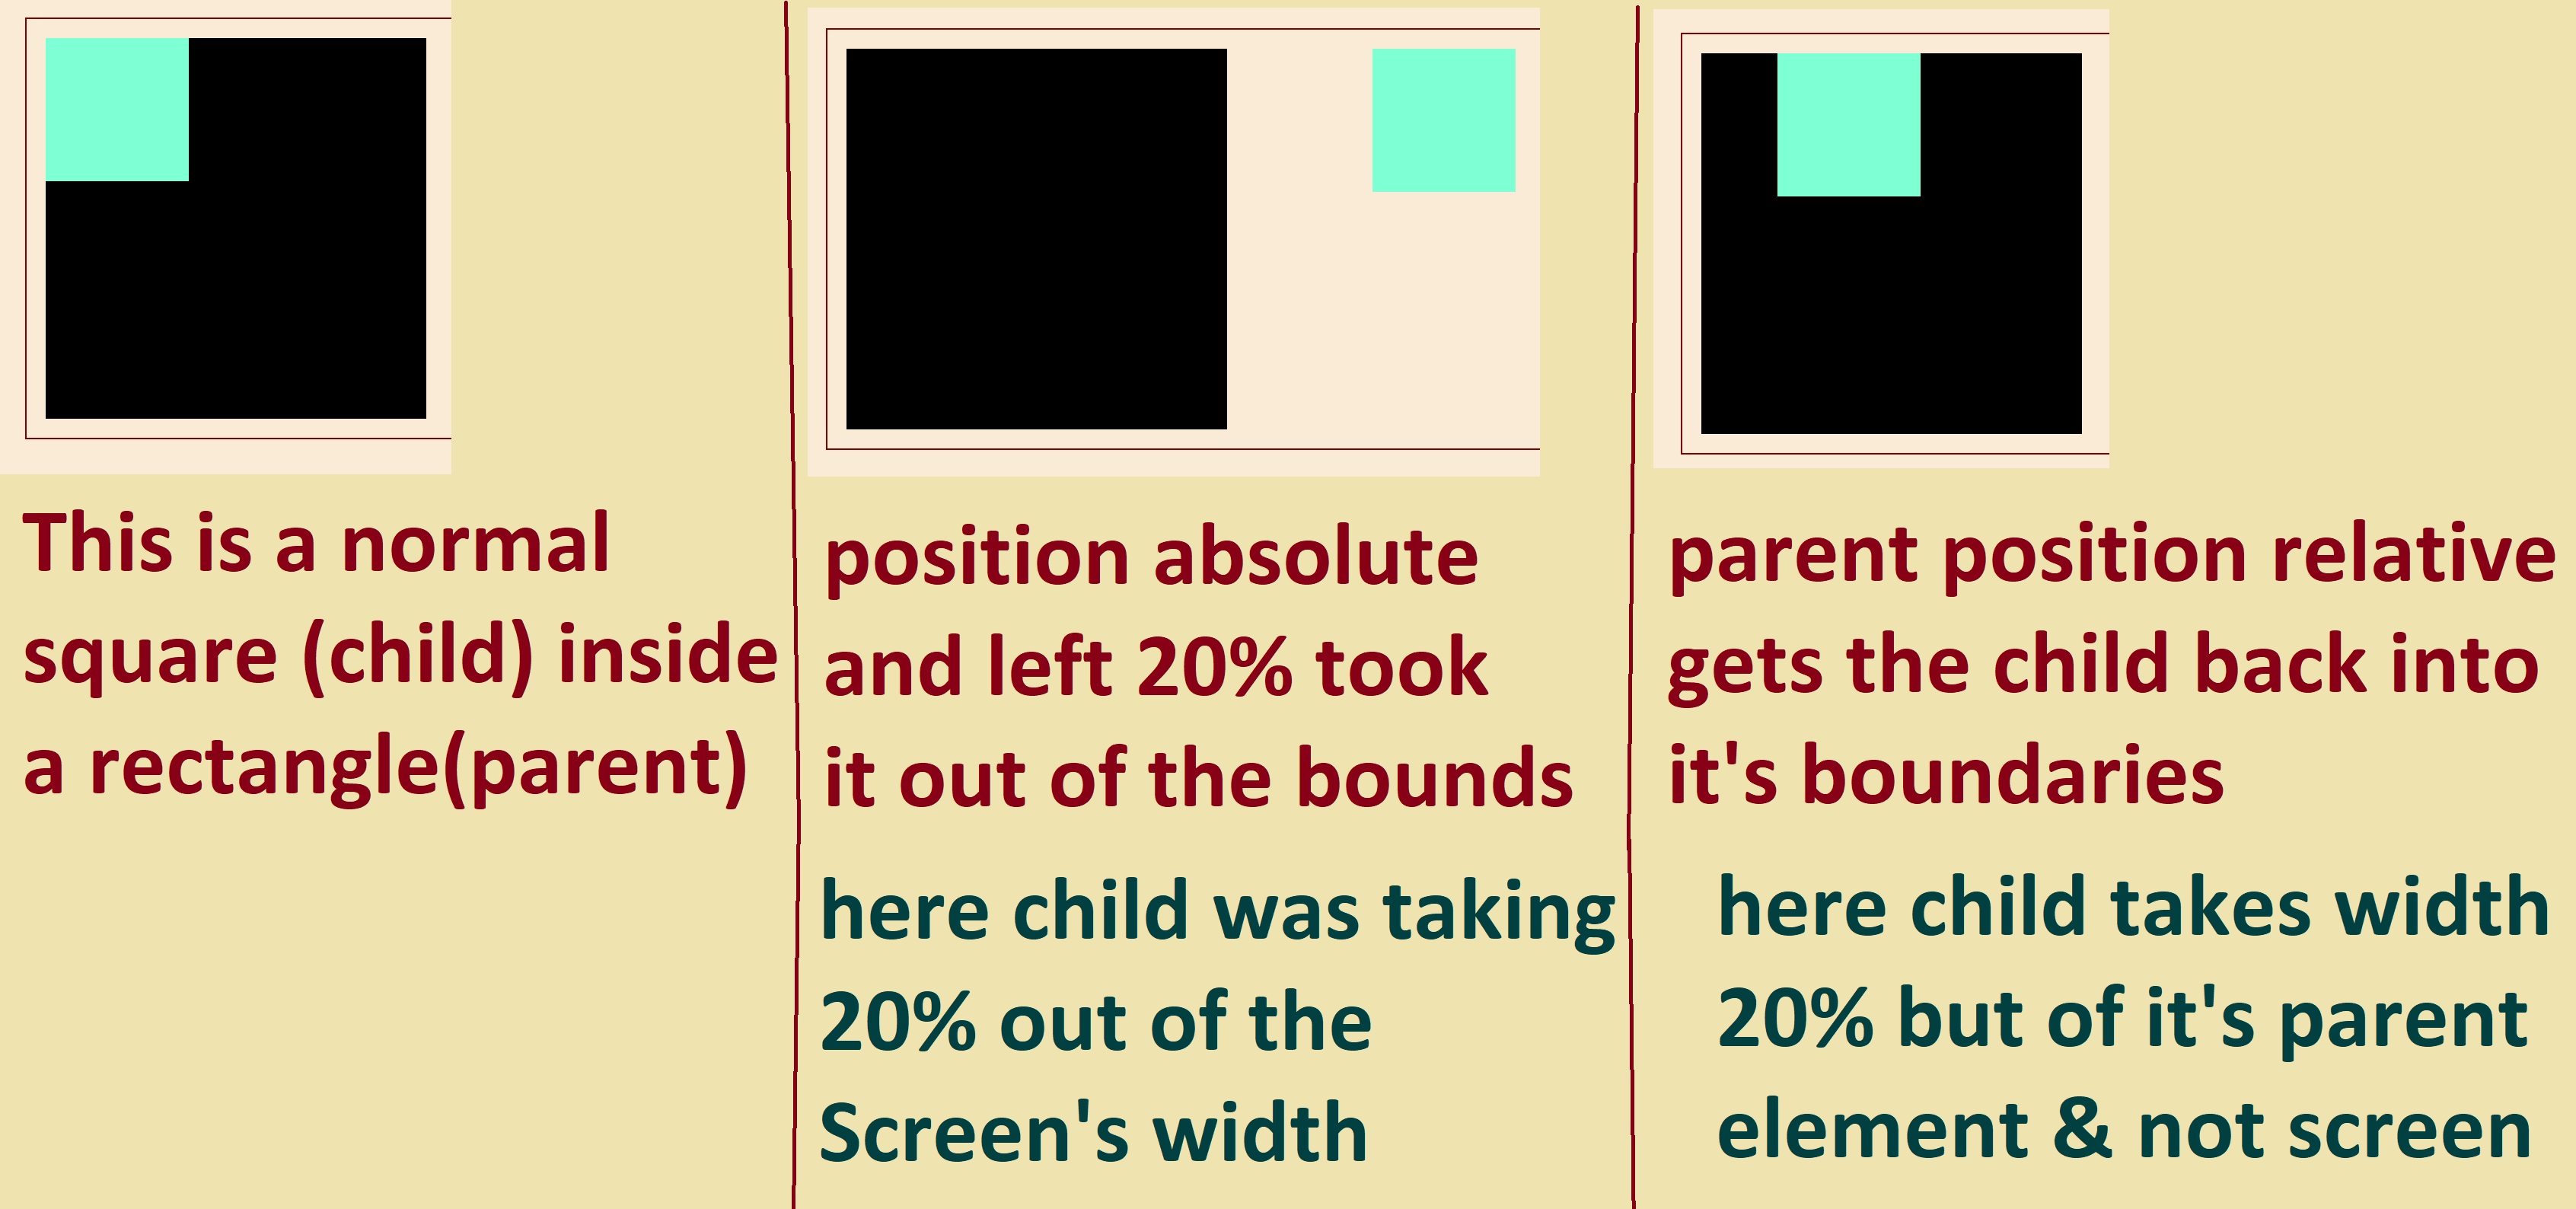 This is a normal
square (child) inside
a rectangle(parent)
position absolute
and left 20% took
it out of the bounds
here child was taking
20% out of the
Screen's width
parent position relative
gets the child back into
it's boundaries
here child takes width
20% but of it's parent
element & not screen